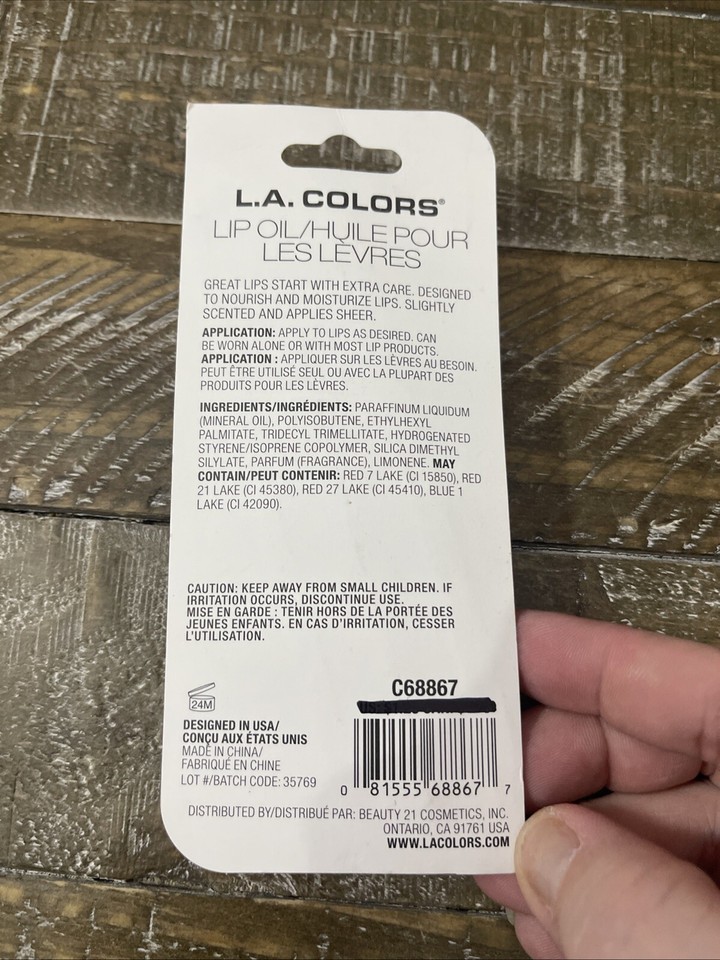 L.A. COLORS®
LIP OIL/HUILE POUR
LES LÈVRES
GREAT LIPS START WITH EXTRA CARE. DESIGNED
TO NOURISH AND MOISTURIZE LIPS. SLIGHTLY
SCENTED AND APPLIES SHEER.
APPLICATION: APPLY TO LIPS AS DESIRED. CAN
BE WORN ALONE OR WITH MOST LIP PRODUCTS.
APPLICATION : APPLIQUER SUR LES LÈVRES AU BESOIN.
PEUT ÊTRE UTILISÉ SEUL OU AVEC LA PLUPART DES
PRODUITS POUR LES LÈVRES.
INGREDIENTS/INGRÉDIENTS: PARAFFINUM LIQUIDUM
(MINERAL OIL), POLYISOBUTENE, ETHYLHEXYL
PALMITATE, TRIDECYL TRIMELLITATE, HYDROGENATED
STYRENE/ISOPRENE COPOLYMER, SILICA DIMETHYL
SILYLATE, PARFUM (FRAGRANCE), LIMONENE. MAY
CONTAIN/PEUT CONTENIR: RED 7 LAKE (CI 15850), RED
21 LAKE (CI 45380), RED 27 LAKE (CI 45410), BLUE 1
LAKE (CI 42090).
CAUTION: KEEP AWAY FROM SMALL CHILDREN. IF
IRRITATION OCCURS, DISCONTINUE USE.
MISE EN GARDE : TENIR HORS DE LA PORTÉE DES
JEUNES ENFANTS. EN CAS D'IRRITATION, CESSER
L'UTILISATION.
24M
DESIGNED IN USA/
CONÇU AUX ÉTATS UNIS
MADE IN CHINA/
FABRIQUÉ EN CHINE
LOT #/BATCH CODE: 35769
C68867
0 81555 68867 7
DISTRIBUTED BY/DISTRIBUÉ PAR: BEAUTY 21 COSMETICS, INC.
ONTARIO, CA 91761 USA
WWW.LACOLORS.COM